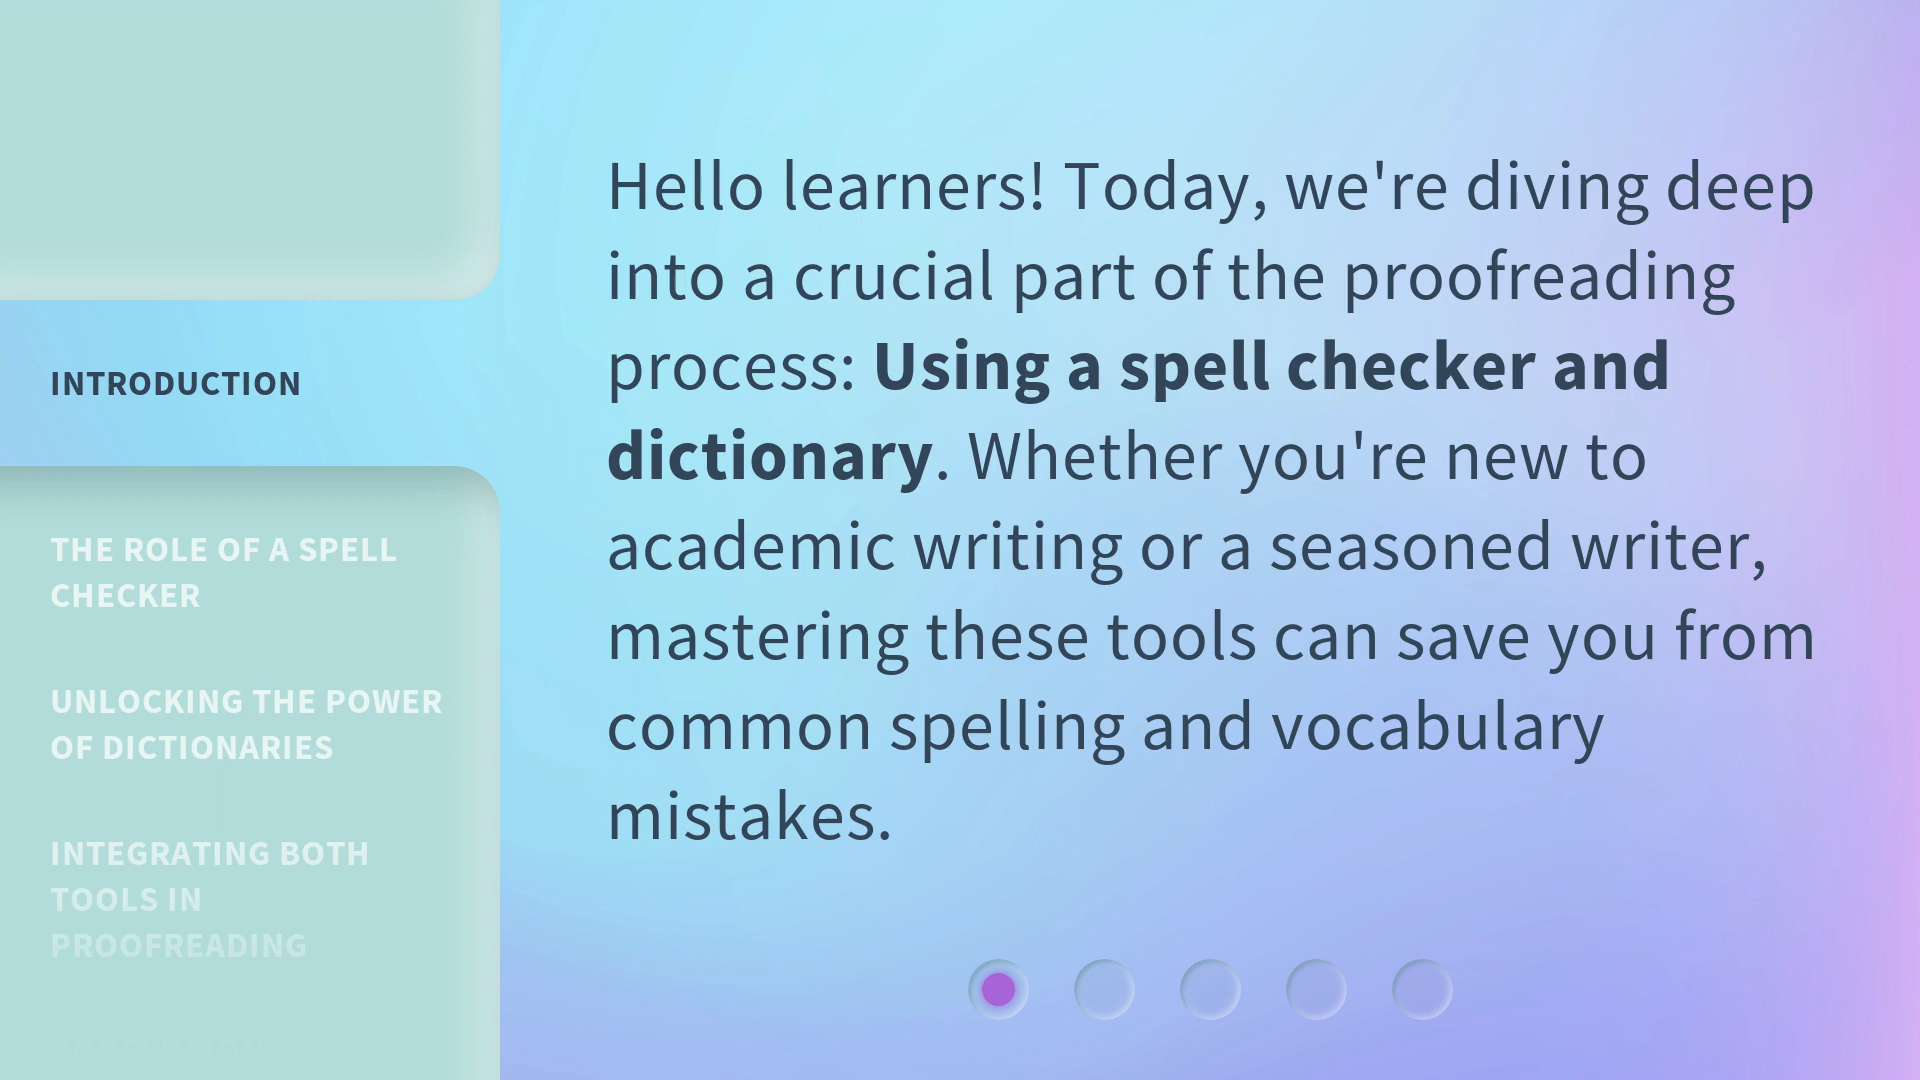 INTRODUCTION
THE ROLE OF A SPELL
CHECKER
UNLOCKING THE POWER
OF DICTIONARIES
INTEGRATING BOTH
TOOLS IN
PROOFREADING
CONCLUSION
Hello learners! Today, we're diving deep
into a crucial part of the proofreading
process: Using a spell checker and
dictionary. Whether you're new to
academic writing or a seasoned writer,
mastering these tools can save you from
common spelling and vocabulary
mistakes.